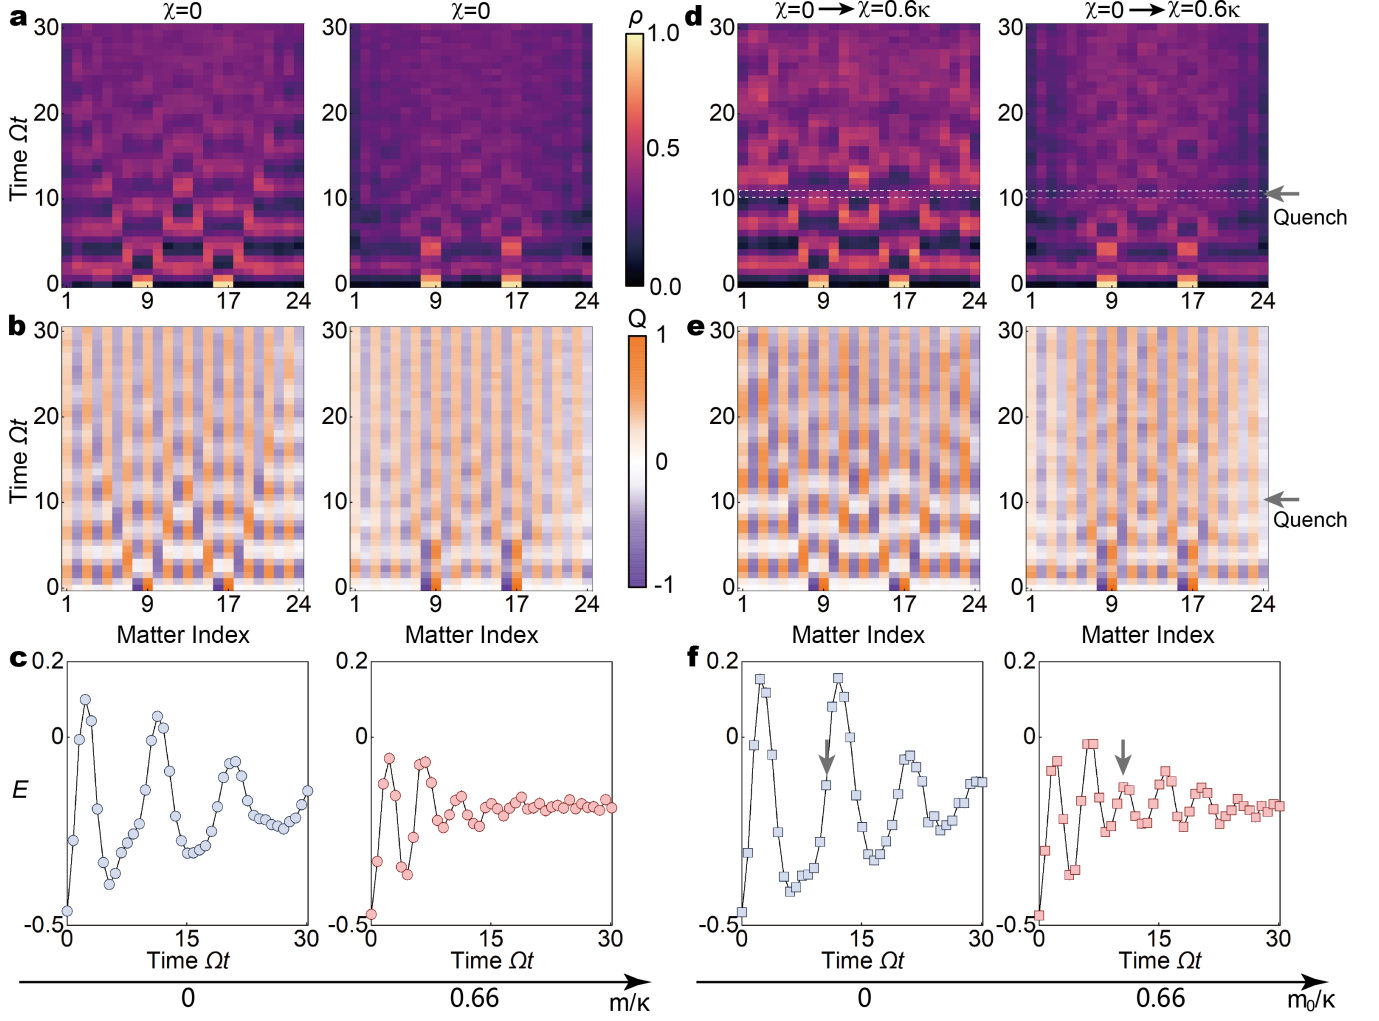 a χ=0 χ=0 ρ d χ=0 → χ=0.6κ χ=0 → χ=0.6κ
30 30 1.0 30 30
Time Ωt
20 20 0.5 20 20
10 10 10 10
Quench
0 0 0.0 0 0
1 9 17 24 1 9 17 24 1 9 17 24 1 9 17 24
b Q e
30 30 1 30 30
Time Ωt
20 20 0 20 20
10 10 10 10
Quench
0 0 -1 0 0
1 9 17 24 1 9 17 24 1 9 17 24 1 9 17 24
Matter Index Matter Index Matter Index Matter Index
c 0.2 0.2 f 0.2 0.2
0 0 0 0
E
-0.5 -0.5 -0.5 -0.5
0 15 30 0 15 30 0 15 30 0 15 30
Time Ωt Time Ωt Time Ωt Time Ωt
0 0.66 m/κ 0 0.66 m₀/κ